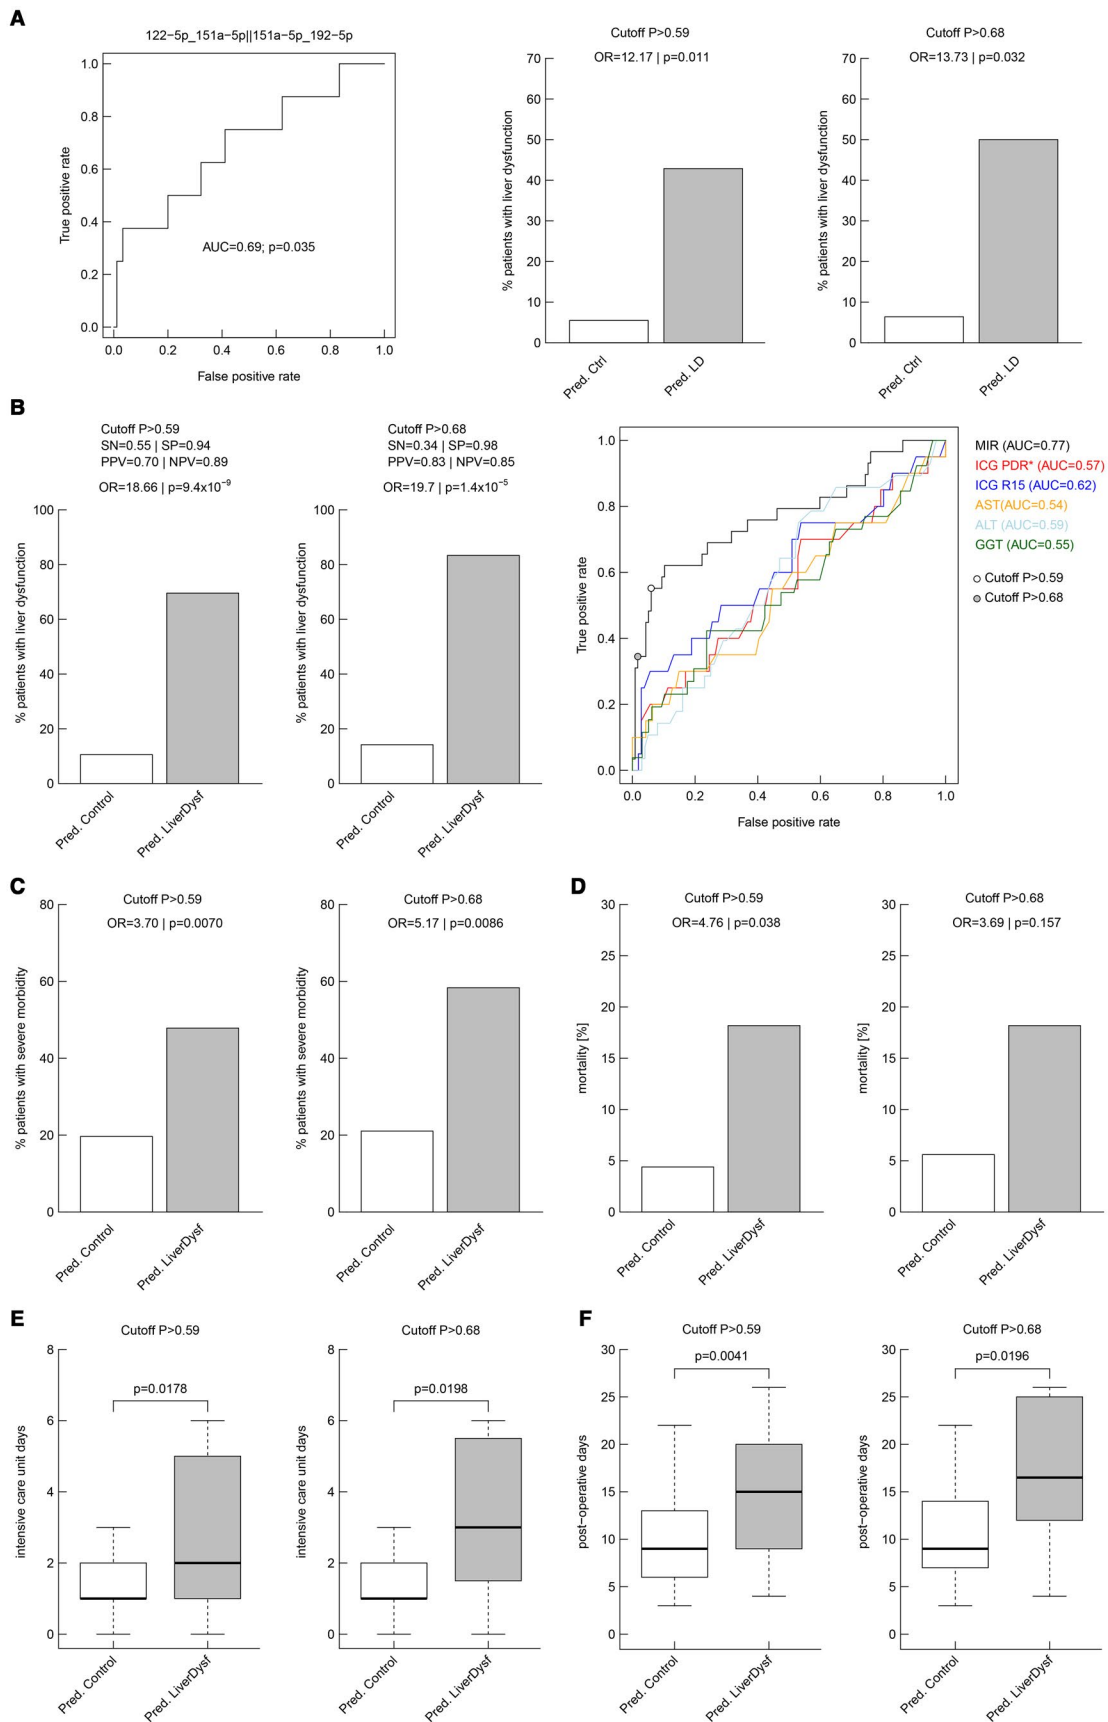 A
122−5p_151a−5p||151a−5p_192−5p
True positive rate
1.0
0.8
0.6
0.4
0.2
0.0
AUC=0.69; p=0.035
0.0 0.2 0.4 0.6 0.8 1.0
False positive rate
Cutoff P>0.59
OR=12.17 | p=0.011
% patients with liver dysfunction
70
60
50
40
30
20
10
0
Pred. Ctrl
Pred. LD
Cutoff P>0.68
OR=13.73 | p=0.032
% patients with liver dysfunction
70
60
50
40
30
20
10
0
Pred. Ctrl
Pred. LD
B
Cutoff P>0.59
SN=0.55 | SP=0.94
PPV=0.70 | NPV=0.89
OR=18.66 | p=9.4x10⁻⁹
% patients with liver dysfunction
100
80
60
40
20
0
Pred. Control
Pred. LiverDysf
Cutoff P>0.68
SN=0.34 | SP=0.98
PPV=0.83 | NPV=0.85
OR=19.7 | p=1.4x10⁻⁵
% patients with liver dysfunction
100
80
60
40
20
0
Pred. Control
Pred. LiverDysf
True positive rate
1.0
0.8
0.6
0.4
0.2
0.0
0.0 0.2 0.4 0.6 0.8 1.0
False positive rate
MIR (AUC=0.77)
ICG PDR* (AUC=0.57)
ICG R15 (AUC=0.62)
AST(AUC=0.54)
ALT (AUC=0.59)
GGT (AUC=0.55)
Cutoff P>0.59
Cutoff P>0.68
C
Cutoff P>0.59
OR=3.70 | p=0.0070
% patients with severe morbidity
80
60
40
20
0
Pred. Control
Pred. LiverDysf
Cutoff P>0.68
OR=5.17 | p=0.0086
% patients with severe morbidity
80
60
40
20
0
Pred. Control
Pred. LiverDysf
D
Cutoff P>0.59
OR=4.76 | p=0.038
mortality [%]
30
25
20
15
10
5
0
Pred. Control
Pred. LiverDysf
Cutoff P>0.68
OR=3.69 | p=0.157
mortality [%]
30
25
20
15
10
5
0
Pred. Control
Pred. LiverDysf
E
Cutoff P>0.59
p=0.0178
intensive care unit days
8
6
4
2
0
Pred. Control
Pred. LiverDysf
Cutoff P>0.68
p=0.0198
intensive care unit days
8
6
4
2
0
Pred. Control
Pred. LiverDysf
F
Cutoff P>0.59
p=0.0041
post−operative days
30
25
20
15
10
5
0
Pred. Control
Pred. LiverDysf
Cutoff P>0.68
p=0.0196
post−operative days
30
25
20
15
10
5
0
Pred. Control
Pred. LiverDysf